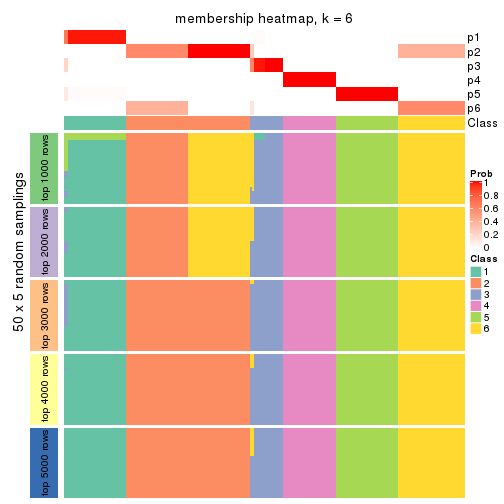 membership heatmap, k = 6
p1
p2
p3
p4
p5
p6
Class
50 x 5 random samplings
top 1000 rows
top 2000 rows
top 3000 rows
top 4000 rows
top 5000 rows
Prob
1
0.8
0.6
0.4
0.2
0
Class
1
2
3
4
5
6